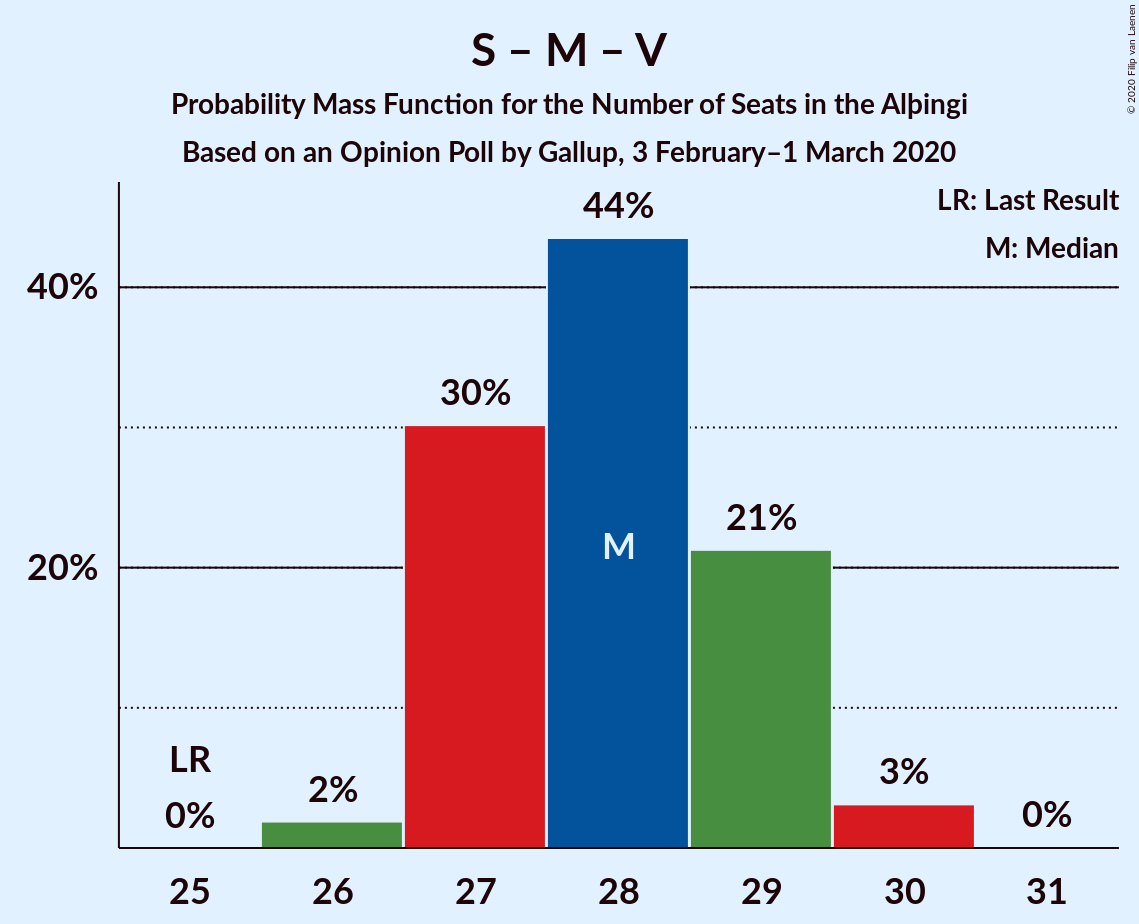 S – M – V
Probability Mass Function for the Number of Seats in the Alþingi
Based on an Opinion Poll by Gallup, 3 February–1 March 2020
© 2020 Filip van Laenen
LR: Last Result
M: Median
44%
40%
30%
21%
M
20%
LR
0%
2%
3%
0%
25 26 27 28 29 30 31